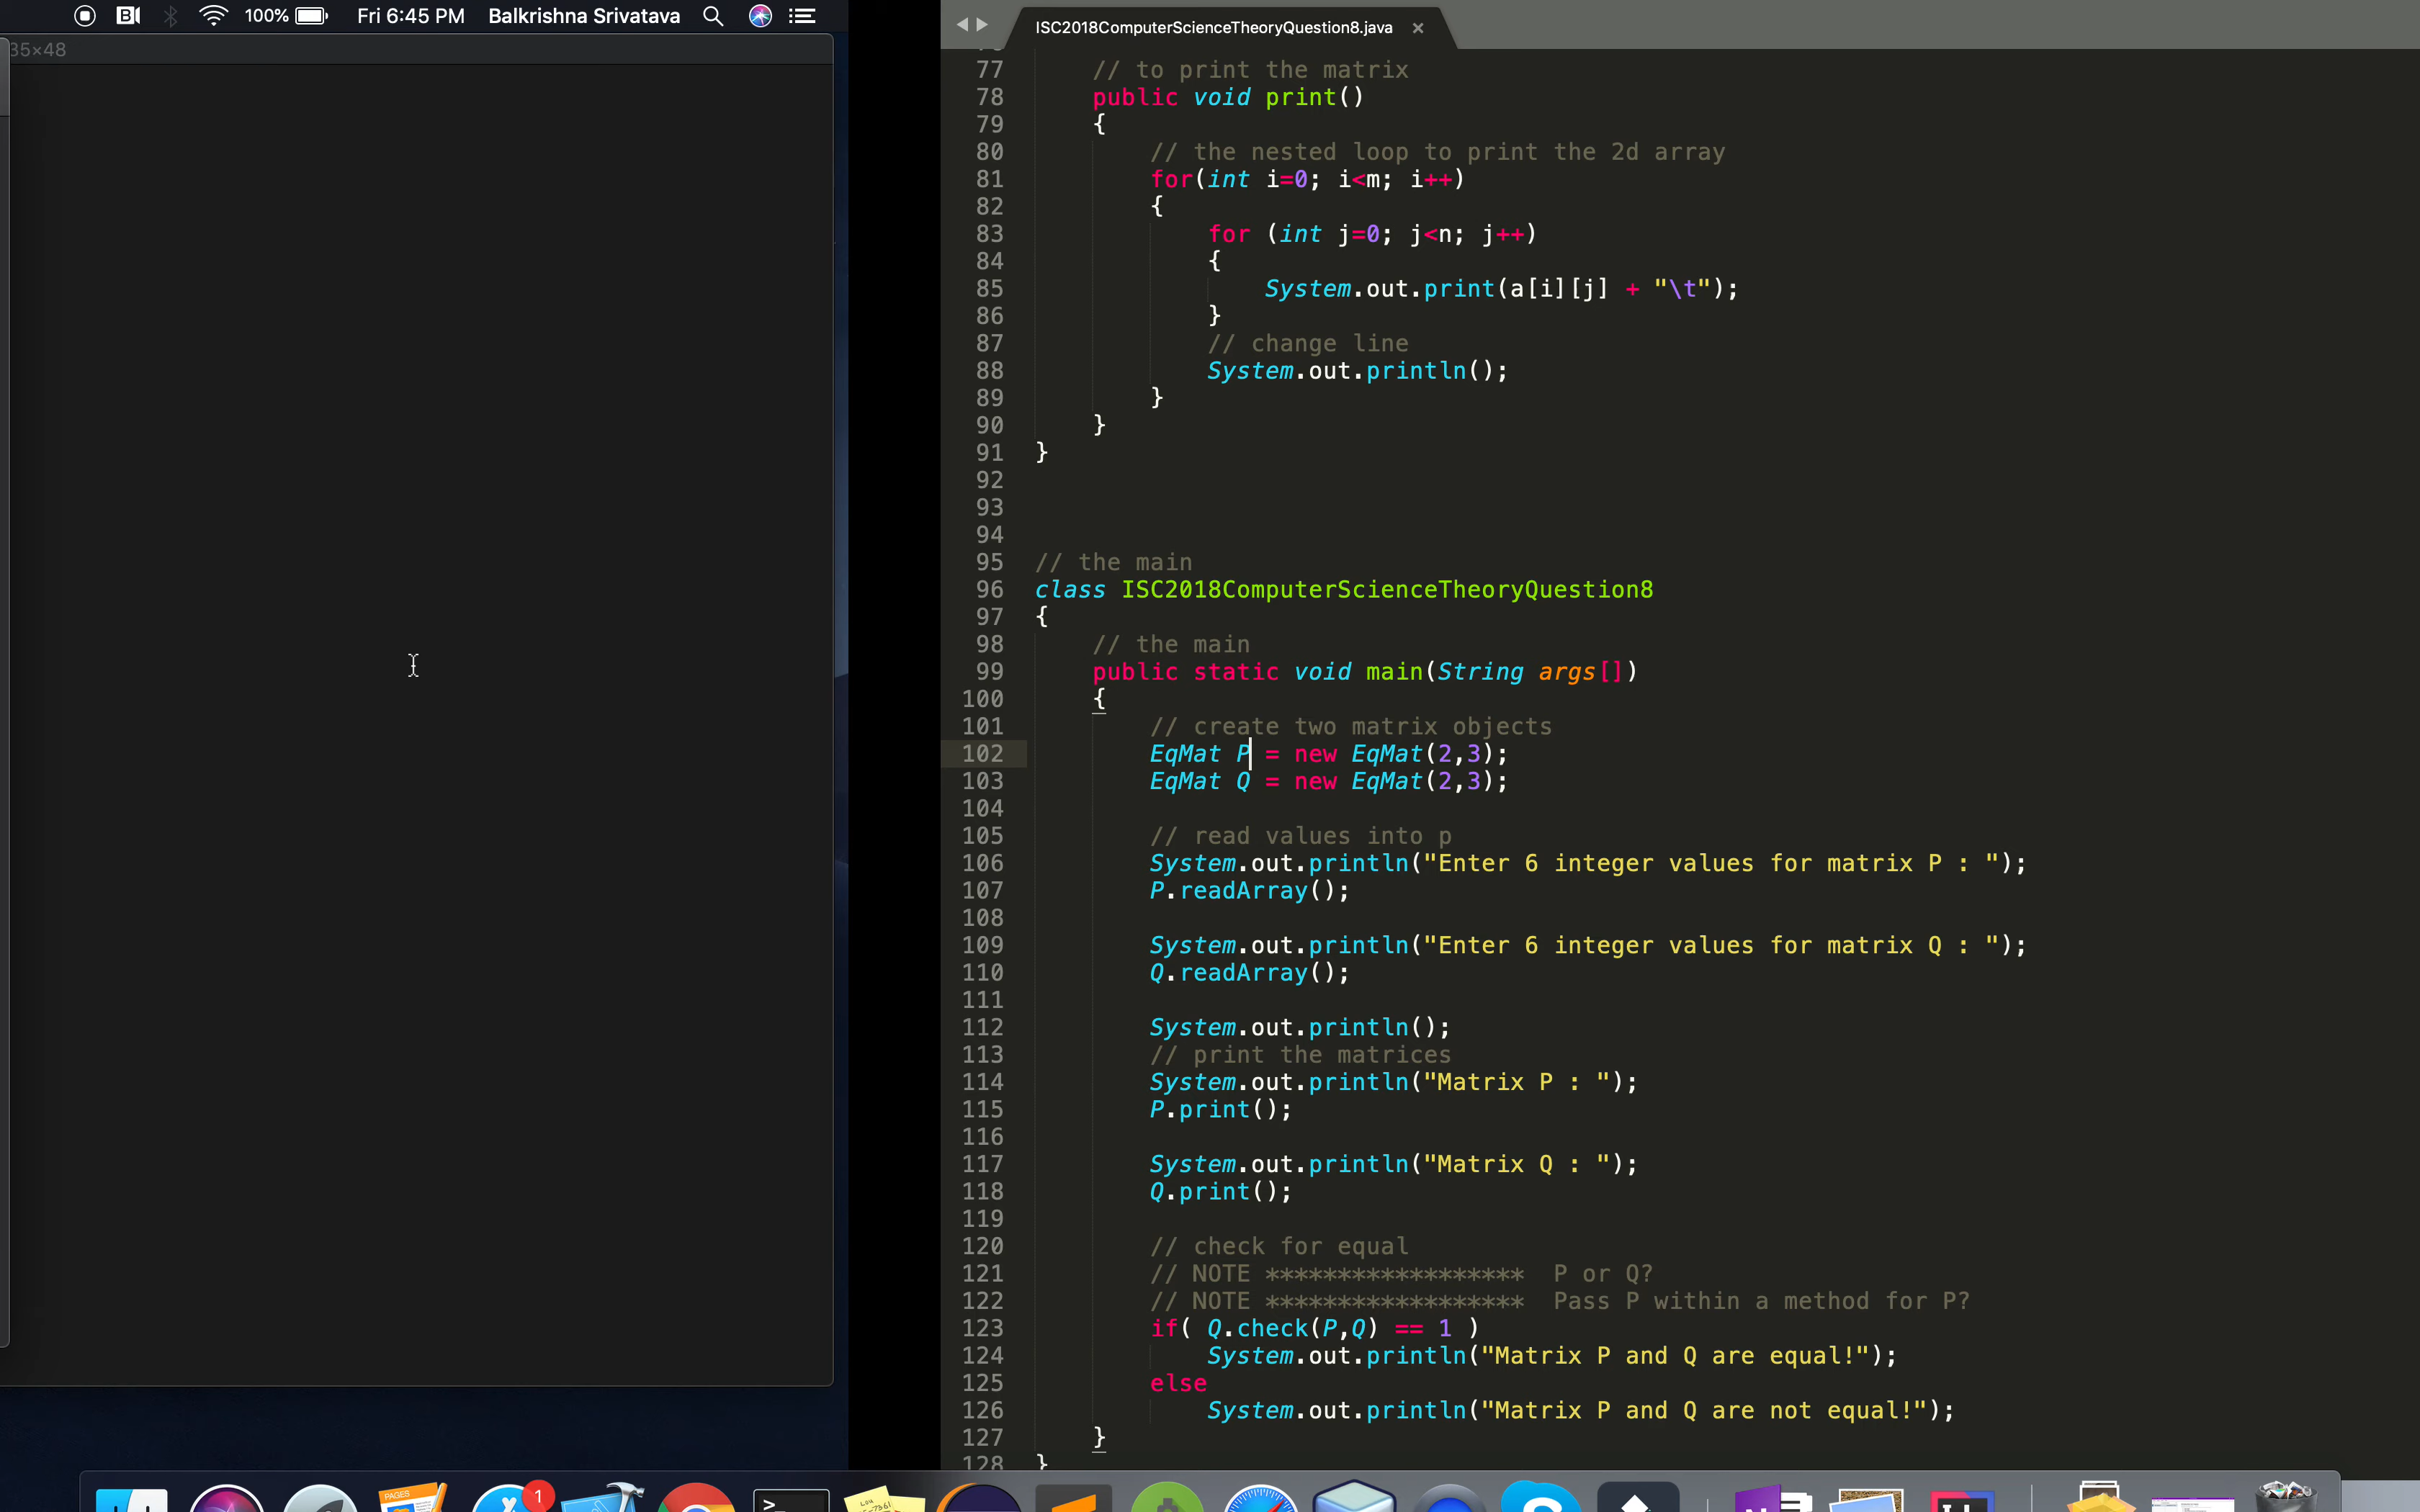 100% Fri 6:45 PM Balkrishna Srivatava
35×48
ISC2018ComputerScienceTheoryQuestion8.java ×
77 // to print the matrix
78 public void print()
79 {
80 // the nested loop to print the 2d array
81 for(int i=0; i<m; i++)
82 {
83 for (int j=0; j<n; j++)
84 {
85 System.out.print(a[i][j] + "\t");
86 }
87 // change line
88 System.out.println();
89 }
90 }
91 }
92
93
94
95 // the main
96 class ISC2018ComputerScienceTheoryQuestion8
97 {
98 // the main
99 public static void main(String args[])
100 {
101 // create two matrix objects
102 EqMat P = new EqMat(2,3);
103 EqMat Q = new EqMat(2,3);
104
105 // read values into p
106 System.out.println("Enter 6 integer values for matrix P : ");
107 P.readArray();
108
109 System.out.println("Enter 6 integer values for matrix Q : ");
110 Q.readArray();
111
112 System.out.println();
113 // print the matrices
114 System.out.println("Matrix P : ");
115 P.print();
116
117 System.out.println("Matrix Q : ");
118 Q.print();
119
120 // check for equal
121 // NOTE ****************** P or Q?
122 // NOTE ****************** Pass P within a method for P?
123 if( Q.check(P,Q) == 1 )
124 System.out.println("Matrix P and Q are equal!");
125 else
126 System.out.println("Matrix P and Q are not equal!");
127 }
128 }
PAGES
1